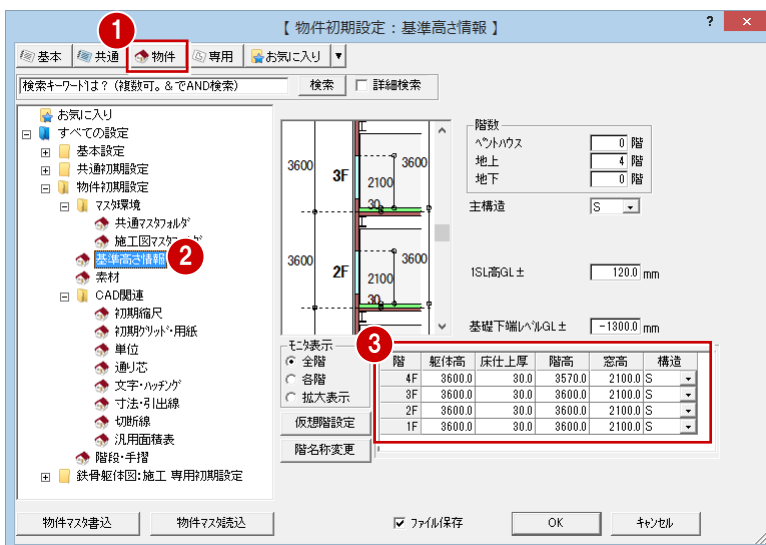 【 物件初期設定：基準高さ情報 】
? ×
1
基本 共通 物件 専用 お気に入り ▼
検索キーワードは？（複数可。& でAND検索） 検索 詳細検索
お気に入り
すべての設定
基本設定
共通初期設定
物件初期設定
マスタ環境
共通マスタフォルダ
施工図マスタフォルダ
基準高さ情報
2
素材
CAD関連
初期縮尺
初期グリッド・用紙
単位
通り芯
文字・ハッチング
寸法・引出線
切断線
汎用面積表
階段・手摺
鉄骨躯体図:施工 専用初期設定
3600 3F 2100 3600
30
3600 2F 2100 3600
30
階数
ペントハウス 0 階
地上 4 階
地下 0 階
主構造 S
1SL高GL± 120.0 mm
基礎下端レベルGL± -1300.0 mm
モニタ表示
全階
各階
拡大表示
仮想階設定
階名称変更
3
階 躯体高 床仕上厚 階高 窓高 構造
4F 3600.0 30.0 3570.0 2100.0 S
3F 3600.0 30.0 3600.0 2100.0 S
2F 3600.0 30.0 3600.0 2100.0 S
1F 3600.0 30.0 3600.0 2100.0 S
物件マスタ書込 物件マスタ読込 ファイル保存 OK キャンセル